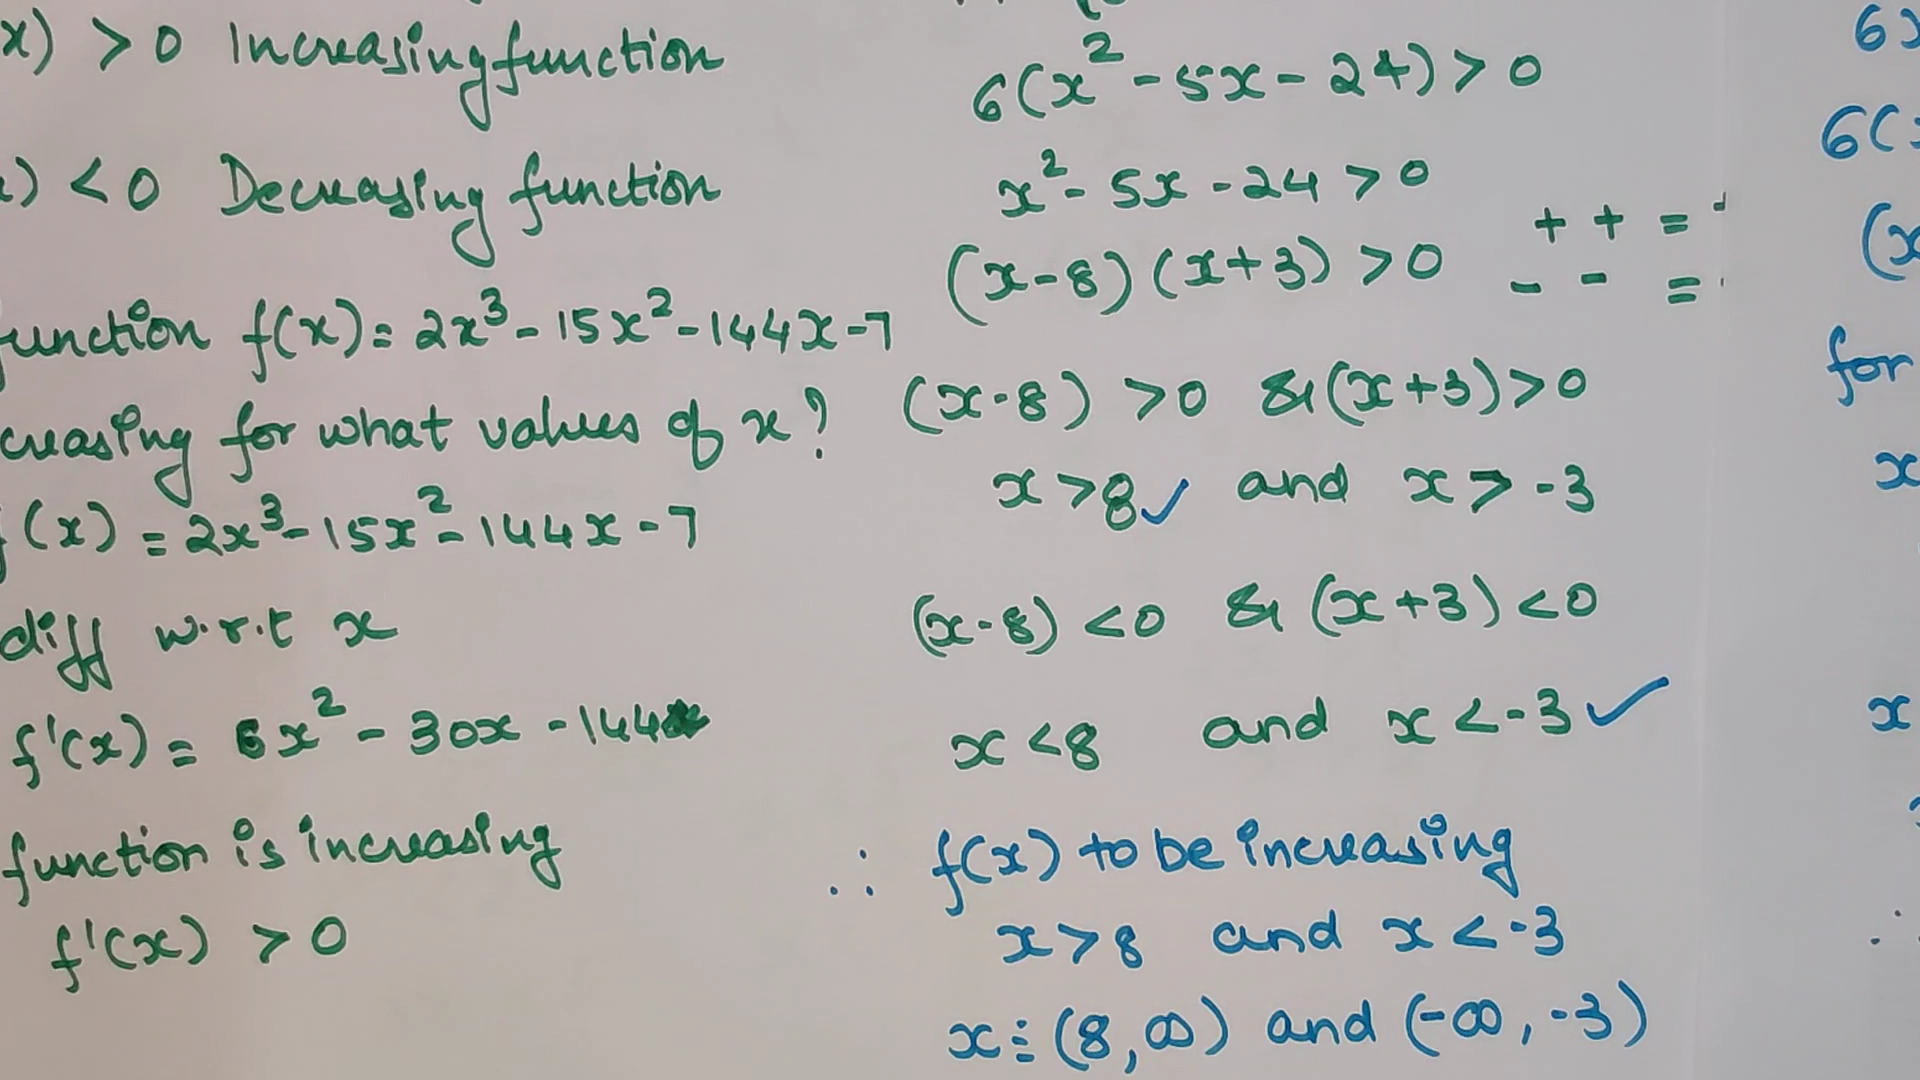 x) > 0 Increasing function
) < 0 Decreasing function
function f(x) = 2x³ - 15x² - 144x - 7
creasing for what values of x?
(x) = 2x³ - 15x² - 144x - 7
diff w.r.t x
f'(x) = 6x² - 30x - 144
function is increasing
f'(x) > 0
6(x² - 5x - 24) > 0
x² - 5x - 24 > 0
+ + =
(x-8) (x+3) > 0
- - =
(x-8) > 0 & (x+3) > 0
x > 8 ✓ and x > -3
(x-8) < 0 & (x+3) < 0
x < 8 and x < -3 ✓
∴ f(x) to be increasing
x > 8 and x < -3
x : (8, ∞) and (-∞, -3)
6(
(x
for
x
x